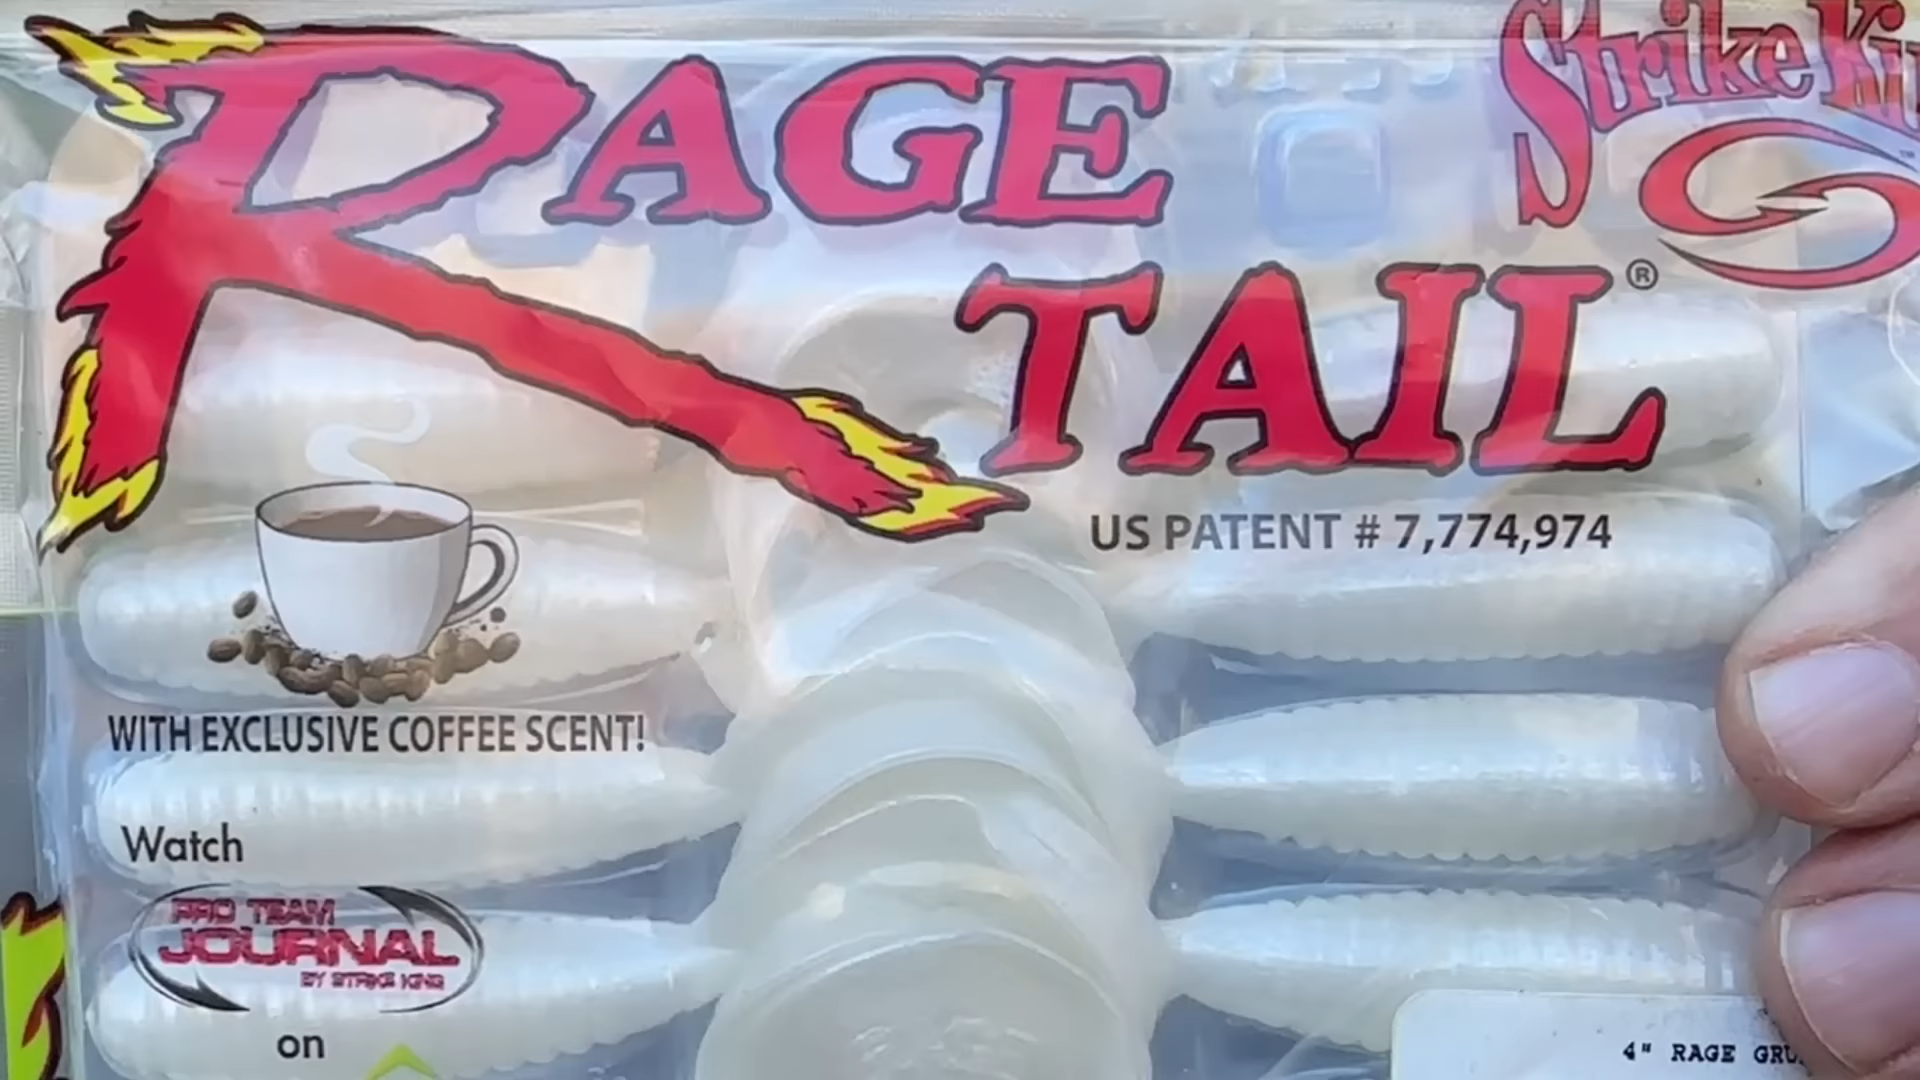 RAGE
TAIL®
Strike
US PATENT # 7,774,974
WITH EXCLUSIVE COFFEE SCENT!
Watch
PRO TEAM
JOURNAL
BY STRIKE KING
on
4" RAGE